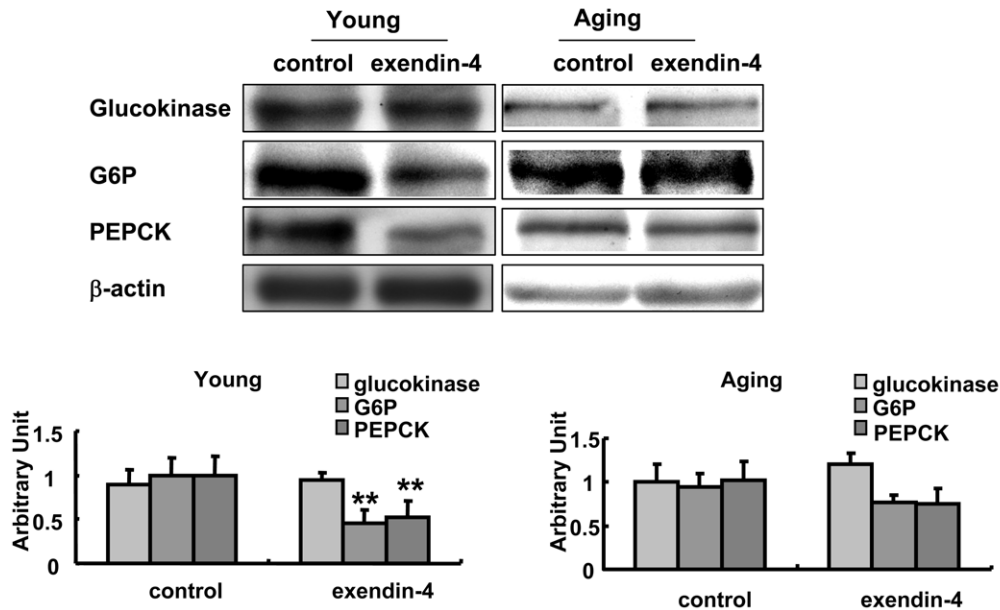 Young Aging
control exendin-4 control exendin-4
Glucokinase
G6P
PEPCK
β-actin
Young
glucokinase
G6P
PEPCK
Arbitrary Unit
1.5
1
0.5
0
** **
control exendin-4
Aging
glucokinase
G6P
PEPCK
Arbitrary Unit
1.5
1
0.5
0
control exendin-4